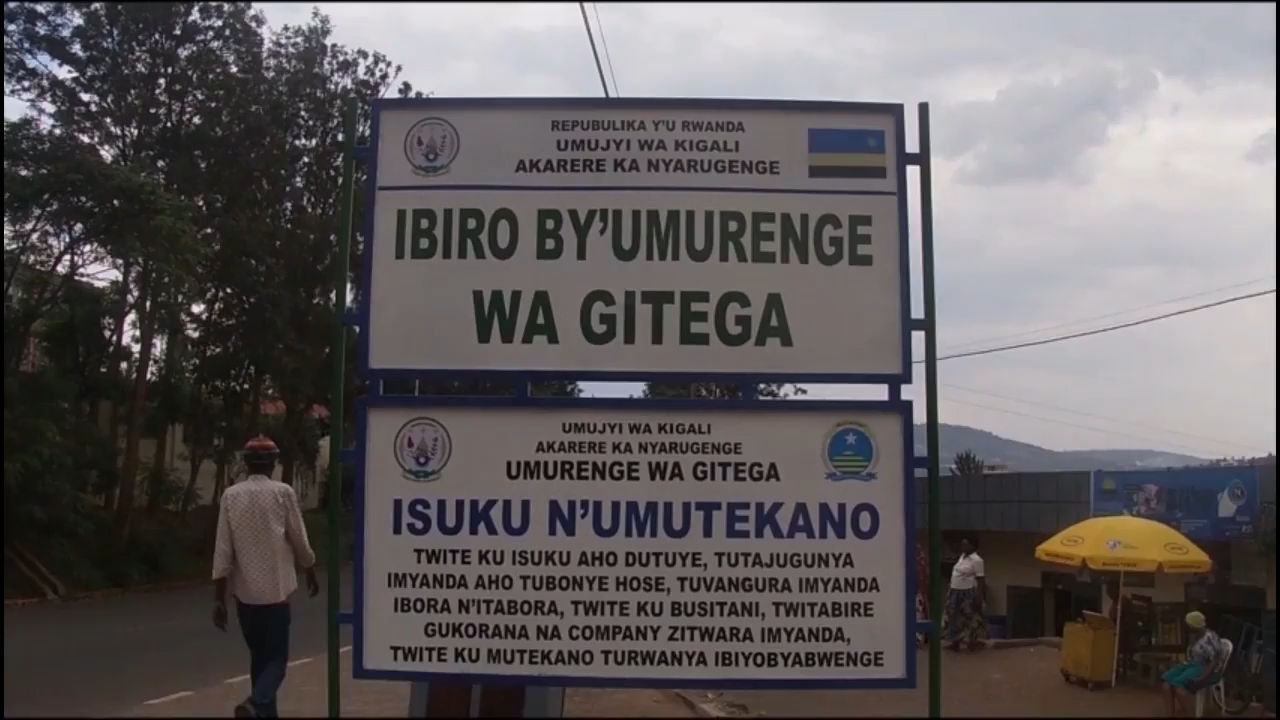 REPUBULIKA Y'U RWANDA
UMUJYI WA KIGALI
AKARERE KA NYARUGENGE
IBIRO BY'UMURENGE
WA GITEGA
UMUJYI WA KIGALI
AKARERE KA NYARUGENGE
UMURENGE WA GITEGA
ISUKU N'UMUTEKANO
TWITE KU ISUKU AHO DUTUYE, TUTAJUGUNYA
IMYANDA AHO TUBONYE HOSE, TUVANGURA IMYANDA
IBORA N'ITABORA, TWITE KU BUSITANI, TWITABIRE
GUKORANA NA COMPANY ZITWARA IMYANDA,
TWITE KU MUTEKANO TURWANYA IBIYOBYABWENGE